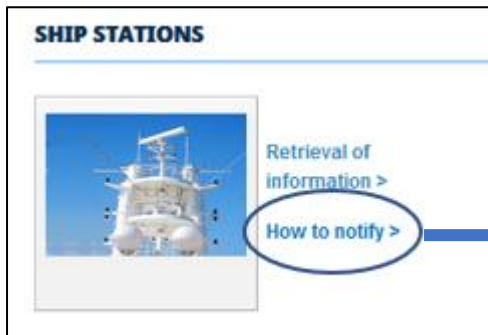 SHIP STATIONS
Retrieval of
information >
How to notify >